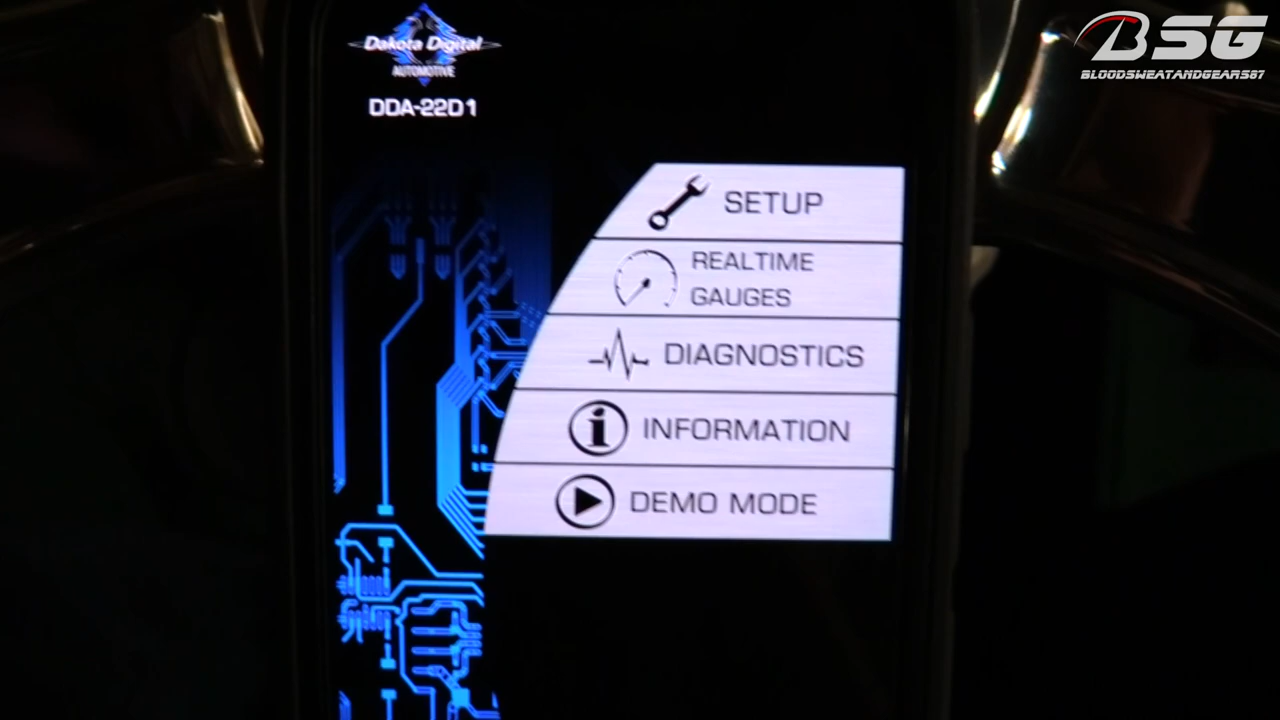 Dakota Digital
AUTOMOTIVE
DDA-22D1
SETUP
REALTIME
GAUGES
DIAGNOSTICS
INFORMATION
DEMO MODE
BSG
BLOODSWEATANDGEARS87